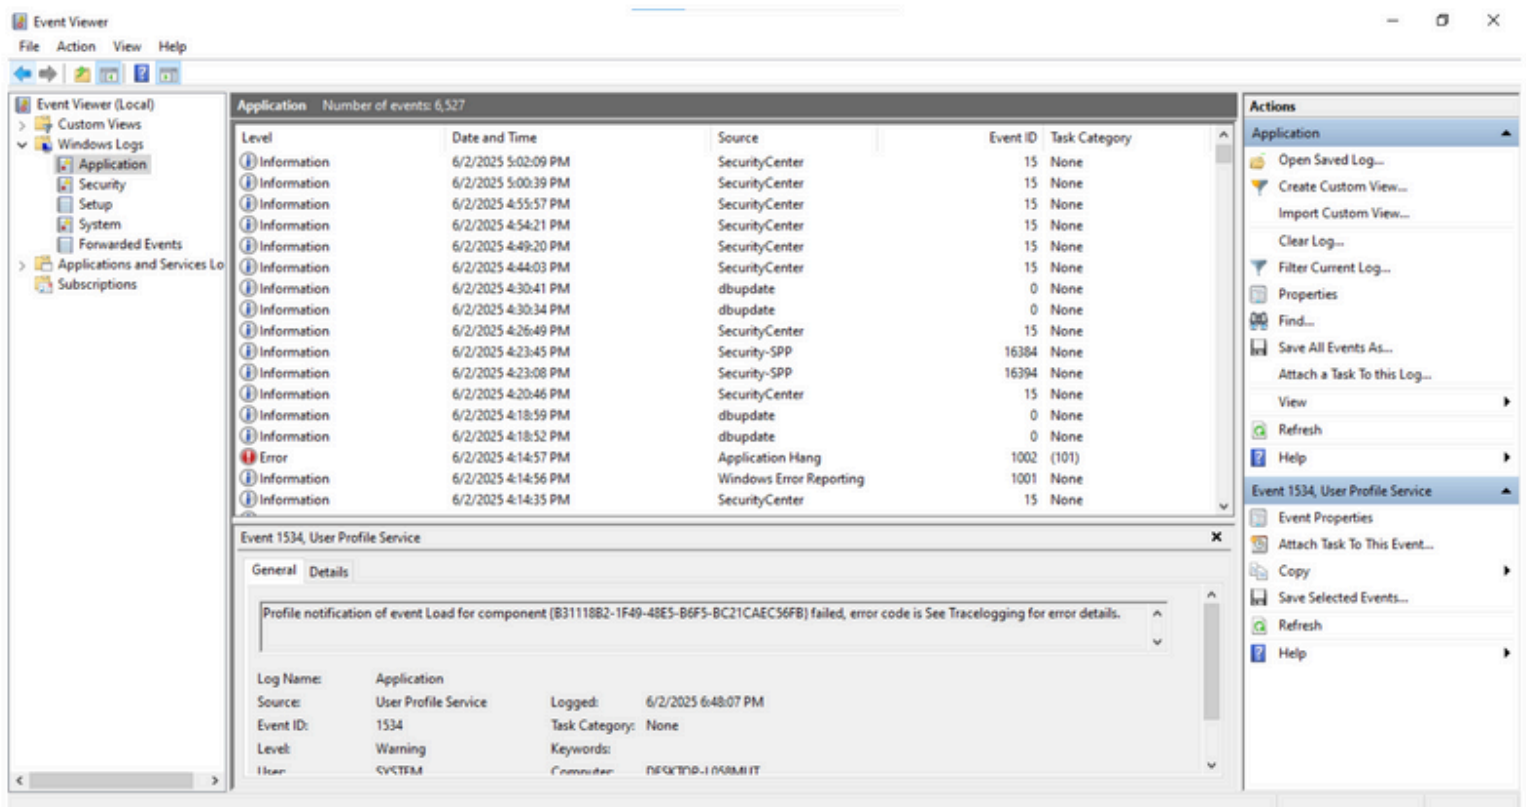 Event Viewer
File Action View Help
Event Viewer (Local)
Custom Views
Windows Logs
Application
Security
Setup
System
Forwarded Events
Applications and Services Lo
Subscriptions
Application Number of events: 6,527
Level Date and Time Source Event ID Task Category
Information 6/2/2025 5:02:09 PM SecurityCenter 15 None
Information 6/2/2025 5:00:39 PM SecurityCenter 15 None
Information 6/2/2025 4:55:57 PM SecurityCenter 15 None
Information 6/2/2025 4:54:21 PM SecurityCenter 15 None
Information 6/2/2025 4:49:20 PM SecurityCenter 15 None
Information 6/2/2025 4:44:03 PM SecurityCenter 15 None
Information 6/2/2025 4:30:41 PM dbupdate 0 None
Information 6/2/2025 4:30:34 PM dbupdate 0 None
Information 6/2/2025 4:26:49 PM SecurityCenter 15 None
Information 6/2/2025 4:23:45 PM Security-SPP 16384 None
Information 6/2/2025 4:23:08 PM Security-SPP 16394 None
Information 6/2/2025 4:20:46 PM SecurityCenter 15 None
Information 6/2/2025 4:18:59 PM dbupdate 0 None
Information 6/2/2025 4:18:52 PM dbupdate 0 None
Error 6/2/2025 4:14:57 PM Application Hang 1002 (101)
Information 6/2/2025 4:14:56 PM Windows Error Reporting 1001 None
Information 6/2/2025 4:14:35 PM SecurityCenter 15 None
Event 1534, User Profile Service
General Details
Profile notification of event Load for component {B31118B2-1F49-48E5-B6F5-BC21CAEC56FB} failed, error code is See Tracelogging for error details.
Log Name: Application
Source: User Profile Service Logged: 6/2/2025 6:48:07 PM
Event ID: 1534 Task Category: None
Level: Warning Keywords:
User: SYSTEM Computer: DESKTOP-L058MUT
Actions
Application
Open Saved Log...
Create Custom View...
Import Custom View...
Clear Log...
Filter Current Log...
Properties
Find...
Save All Events As...
Attach a Task To this Log...
View
Refresh
Help
Event 1534, User Profile Service
Event Properties
Attach Task To This Event...
Copy
Save Selected Events...
Refresh
Help